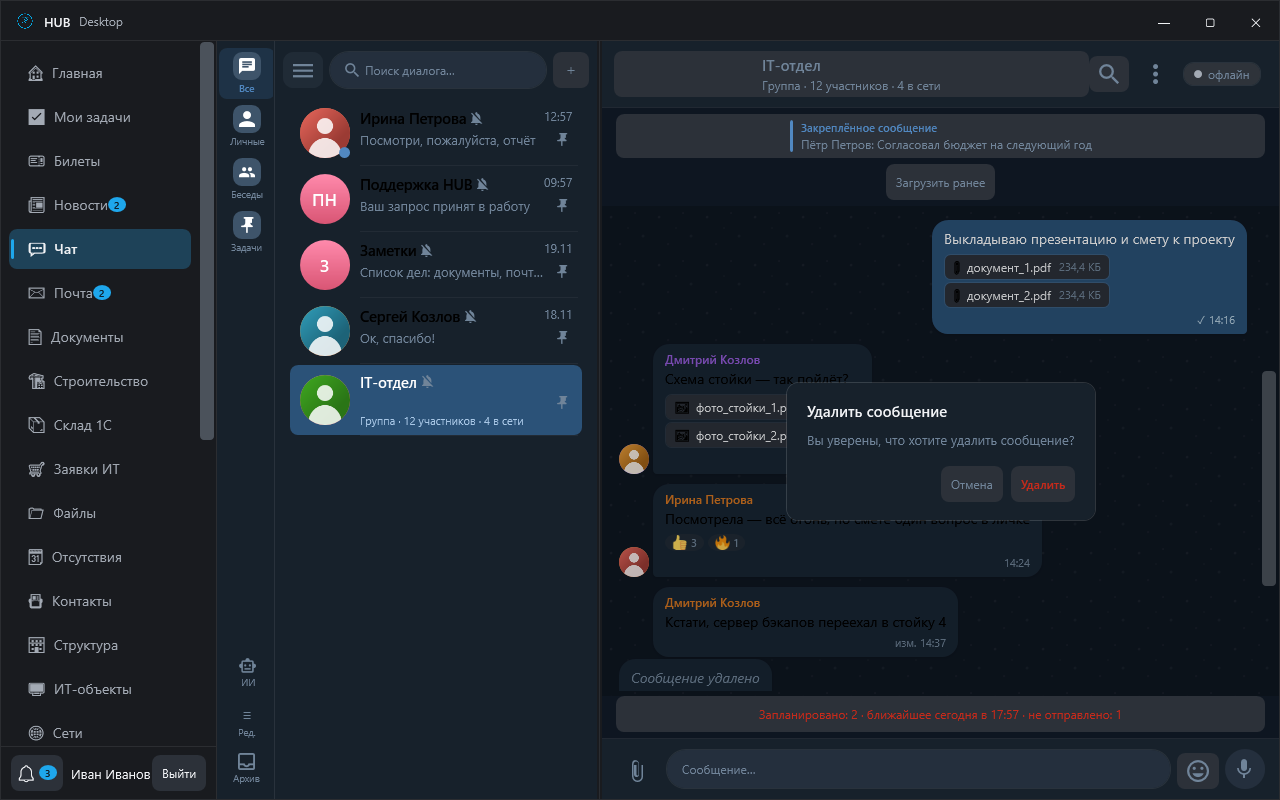 HUB Desktop
Главная
Мои задачи
Билеты
Новости 2
Чат
Почта 2
Документы
Строительство
Склад 1С
Заявки ИТ
Файлы
Отсутствия
Контакты
Структура
ИТ-объекты
Сети
3 Иван Иванов Выйти
Все
Личные
Беседы
Задачи
ИИ
Ред.
Архив
Поиск диалога...
+
Ирина Петрова 12:57
Посмотри, пожалуйста, отчёт
ПН
Поддержка HUB 09:57
Ваш запрос принят в работу
З
Заметки 19.11
Список дел: документы, почт...
Сергей Козлов 18.11
Ок, спасибо!
IT-отдел
Группа · 12 участников · 4 в сети
IT-отдел
Группа · 12 участников · 4 в сети
офлайн
Закреплённое сообщение
Пётр Петров: Согласовал бюджет на следующий год
Загрузить ранее
Выкладываю презентацию и смету к проекту
документ_1.pdf 234,4 КБ
документ_2.pdf 234,4 КБ
✓ 14:16
Дмитрий Козлов
Схема стойки — так пойдёт?
фото_стойки_1.p
фото_стойки_2.p
Удалить сообщение
Вы уверены, что хотите удалить сообщение?
Отмена
Удалить
Ирина Петрова
Посмотрела — всё
👍 3 🔥 1
14:24
Дмитрий Козлов
Кстати, сервер бэкапов переехал в стойку 4
изм. 14:37
Сообщение удалено
Запланировано: 2 · ближайшее сегодня в 17:57 · не отправлено: 1
Сообщение...